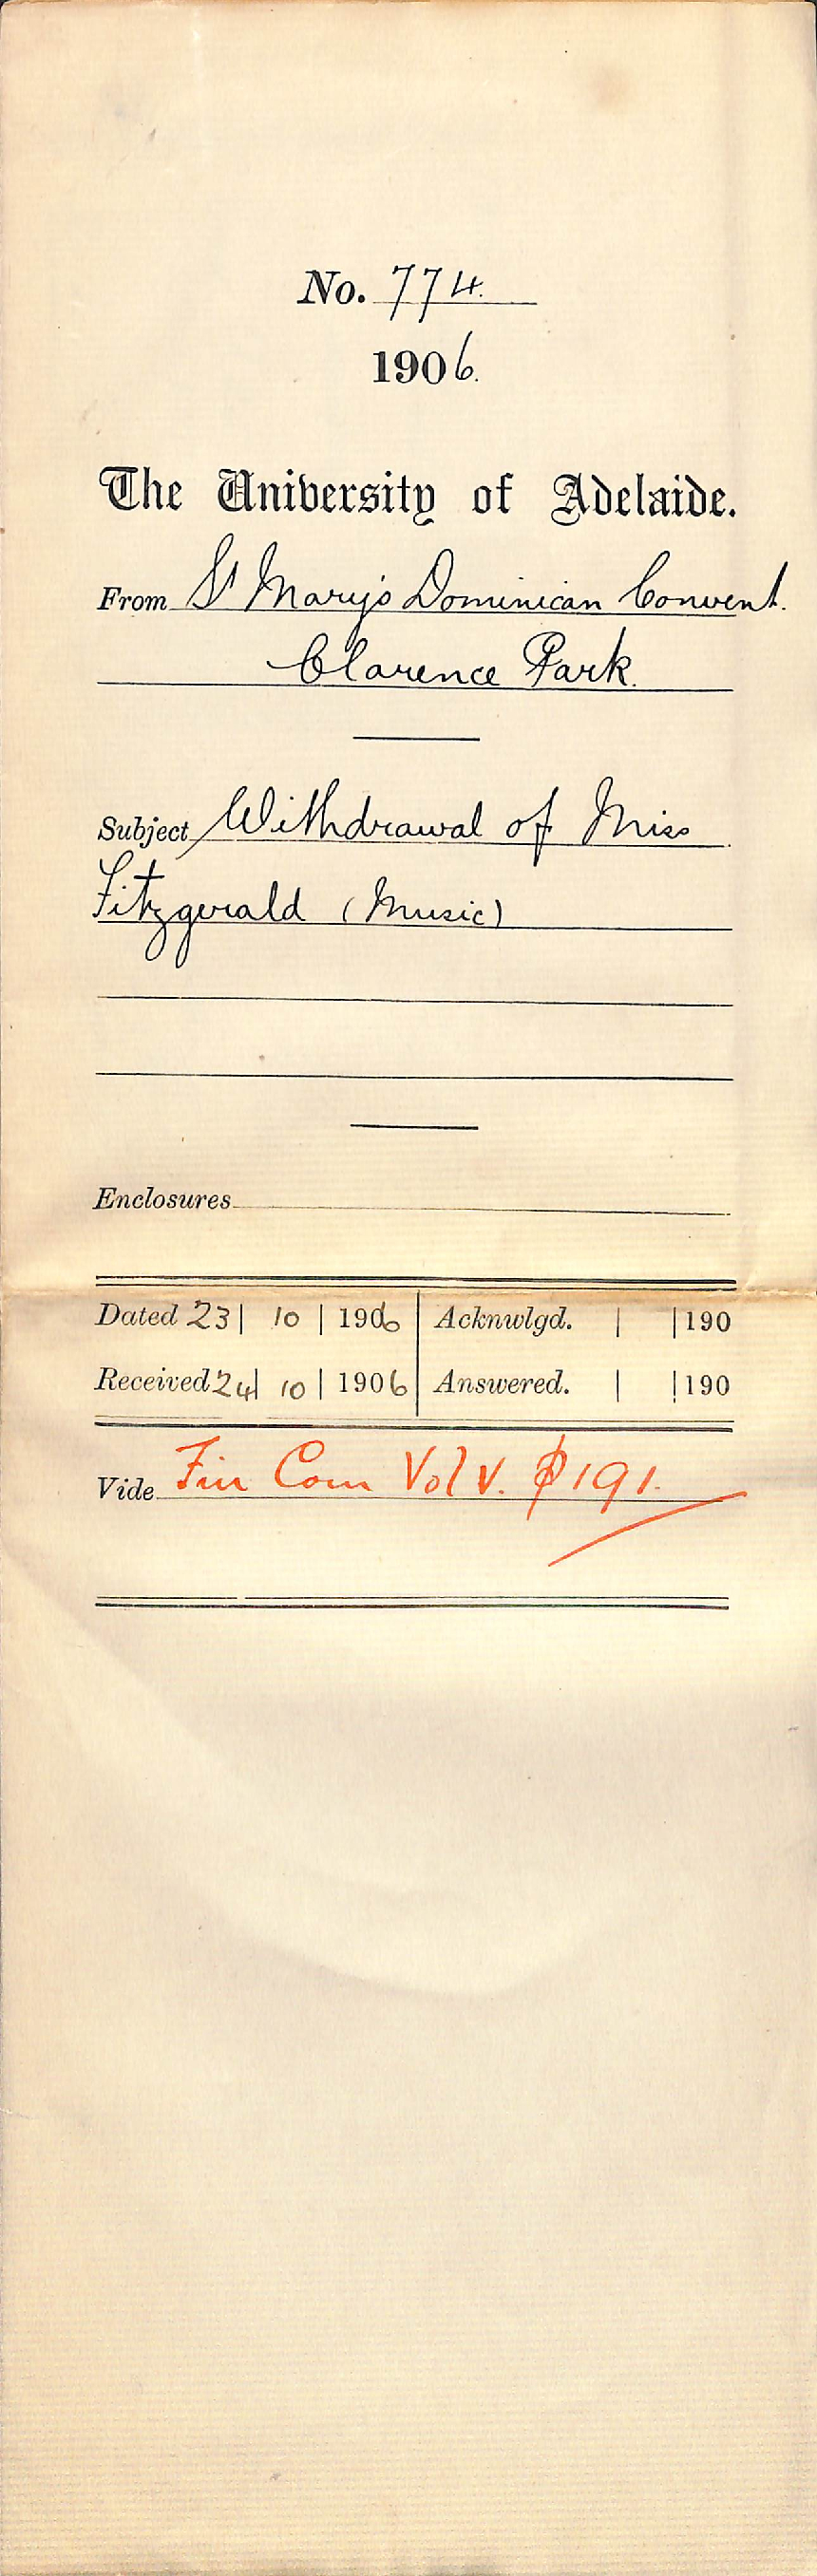 No. 774.
1906.
The University of Adelaide.
From St Mary's Dominican Convent.
Clarence Park.
Subject Withdrawal of Miss
Fitzgerald (Music)
Enclosures
Dated 23 | 10 | 1906 Acknwlgd. | | 190
Received 24 | 10 | 1906 Answered. | | 190
Vide Fin Com Vol V. p 191.